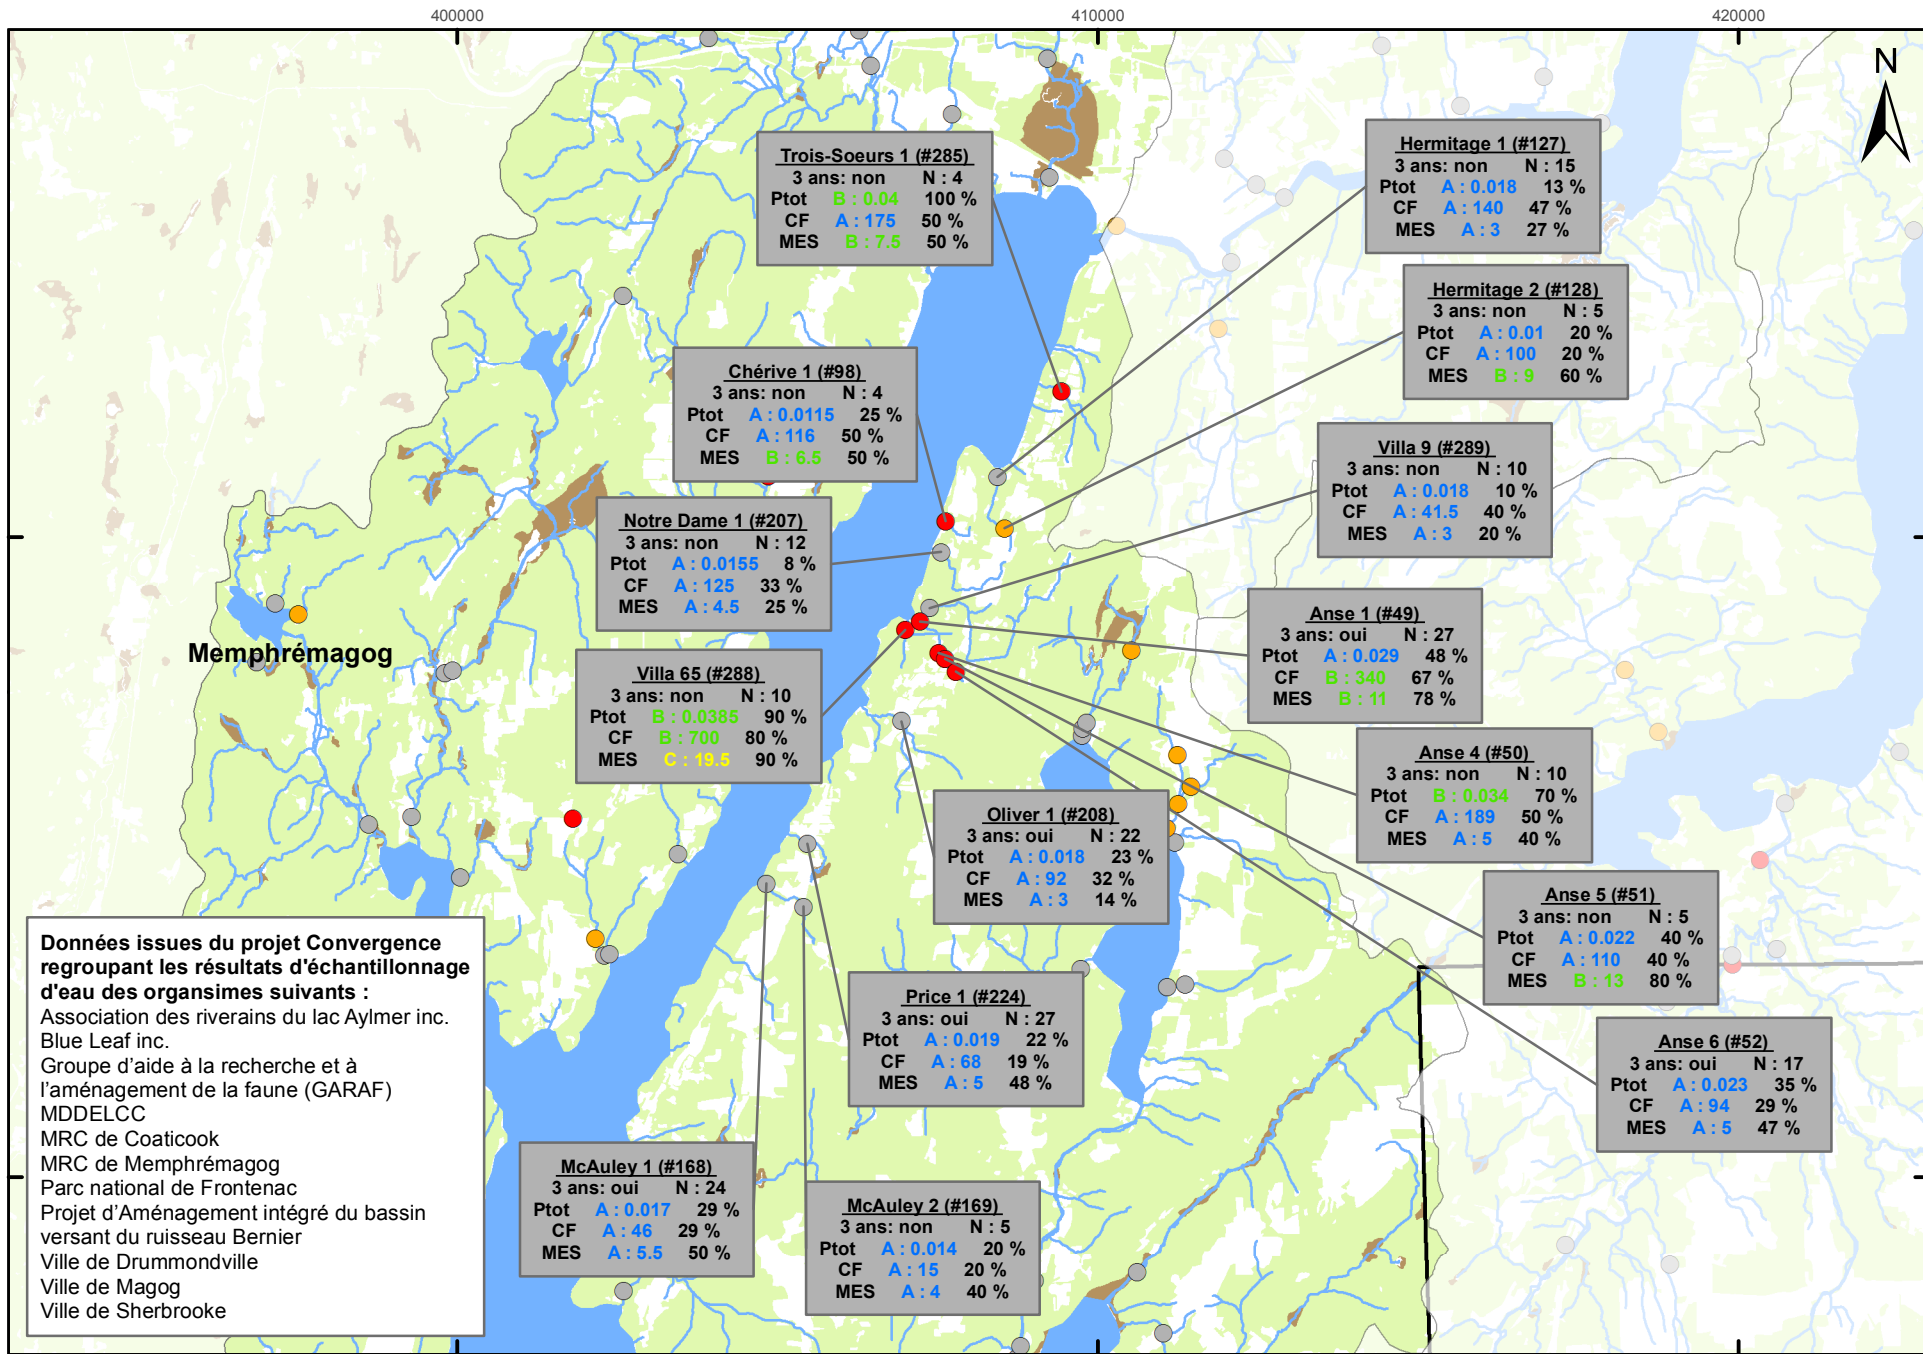 400000
410000
420000
N
Trois-Soeurs 1 (#285)
3 ans: non N : 4
Ptot B : 0.04 100 %
CF A : 175 50 %
MES B : 7.5 50 %
Hermitage 1 (#127)
3 ans: non N : 15
Ptot A : 0.018 13 %
CF A : 140 47 %
MES A : 3 27 %
Hermitage 2 (#128)
3 ans: non N : 5
Ptot A : 0.01 20 %
CF A : 100 20 %
MES B : 9 60 %
Chérive 1 (#98)
3 ans: non N : 4
Ptot A : 0.0115 25 %
CF A : 116 50 %
MES B : 6.5 50 %
Villa 9 (#289)
3 ans: non N : 10
Ptot A : 0.018 10 %
CF A : 41.5 40 %
MES A : 3 20 %
Notre Dame 1 (#207)
3 ans: non N : 12
Ptot A : 0.0155 8 %
CF A : 125 33 %
MES A : 4.5 25 %
Anse 1 (#49)
3 ans: oui N : 27
Ptot A : 0.029 48 %
CF B : 340 67 %
MES B : 11 78 %
Memphrémagog
Villa 65 (#288)
3 ans: non N : 10
Ptot B : 0.0385 90 %
CF B : 700 80 %
MES C : 19.5 90 %
Anse 4 (#50)
3 ans: non N : 10
Ptot B : 0.034 70 %
CF A : 189 50 %
MES A : 5 40 %
Oliver 1 (#208)
3 ans: oui N : 22
Ptot A : 0.018 23 %
CF A : 92 32 %
MES A : 3 14 %
Anse 5 (#51)
3 ans: non N : 5
Ptot A : 0.022 40 %
CF A : 110 40 %
MES B : 13 80 %
Price 1 (#224)
3 ans: oui N : 27
Ptot A : 0.019 22 %
CF A : 68 19 %
MES A : 5 48 %
Anse 6 (#52)
3 ans: oui N : 17
Ptot A : 0.023 35 %
CF A : 94 29 %
MES A : 5 47 %
McAuley 1 (#168)
3 ans: oui N : 24
Ptot A : 0.017 29 %
CF A : 46 29 %
MES A : 5.5 50 %
McAuley 2 (#169)
3 ans: non N : 5
Ptot A : 0.014 20 %
CF A : 15 20 %
MES A : 4 40 %
Données issues du projet Convergence
regroupant les résultats d'échantillonnage
d'eau des organsimes suivants :
Association des riverains du lac Aylmer inc.
Blue Leaf inc.
Groupe d'aide à la recherche et à
l'aménagement de la faune (GARAF)
MDDELCC
MRC de Coaticook
MRC de Memphrémagog
Parc national de Frontenac
Projet d'Aménagement intégré du bassin
versant du ruisseau Bernier
Ville de Drummondville
Ville de Magog
Ville de Sherbrooke